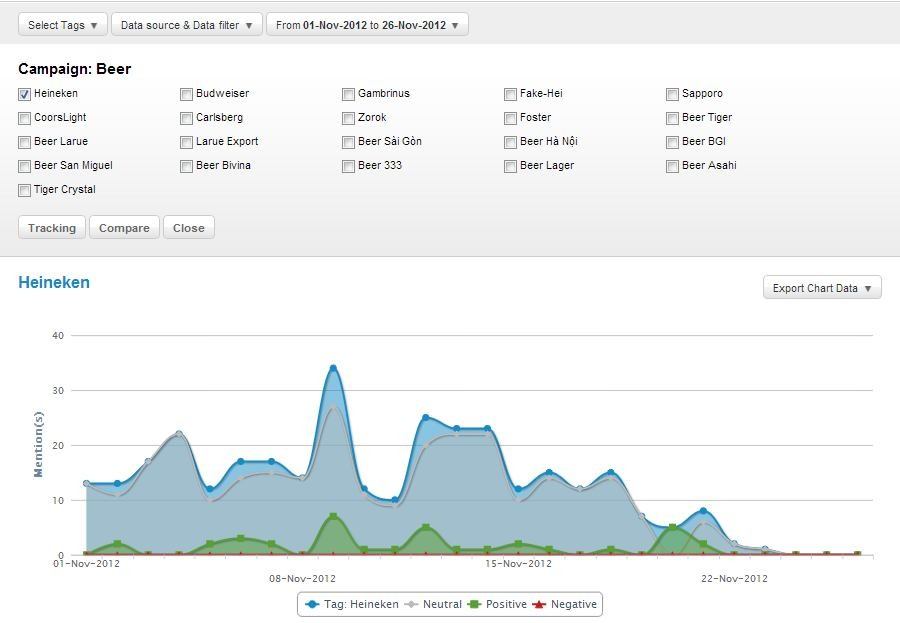 Select Tags ▼ Data source & Data filter ▼ From 01-Nov-2012 to 26-Nov-2012 ▼
Campaign: Beer
Heineken Budweiser Gambrinus Fake-Hei Sapporo
CoorsLight Carlsberg Zorok Foster Beer Tiger
Beer Larue Larue Export Beer Sài Gòn Beer Hà Nội Beer BGI
Beer San Miguel Beer Bivina Beer 333 Beer Lager Beer Asahi
Tiger Crystal
Tracking Compare Close
Heineken
Export Chart Data ▼
40
30
20
10
0
Mention(s)
01-Nov-2012 15-Nov-2012
08-Nov-2012 22-Nov-2012
Tag: Heineken Neutral Positive Negative